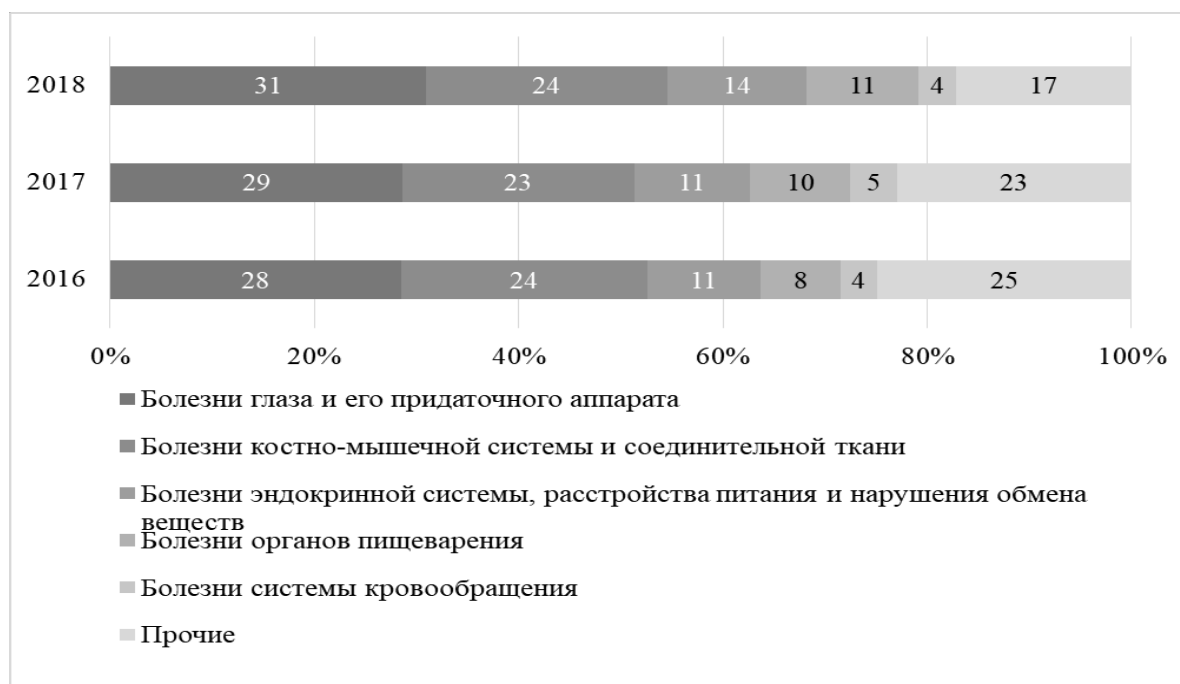 2018 31 24 14 11 4 17
2017 29 23 11 10 5 23
2016 28 24 11 8 4 25
0% 20% 40% 60% 80% 100%
Болезни глаза и его придаточного аппарата
Болезни костно-мышечной системы и соединительной ткани
Болезни эндокринной системы, расстройства питания и нарушения обмена
веществ
Болезни органов пищеварения
Болезни системы кровообращения
Прочие